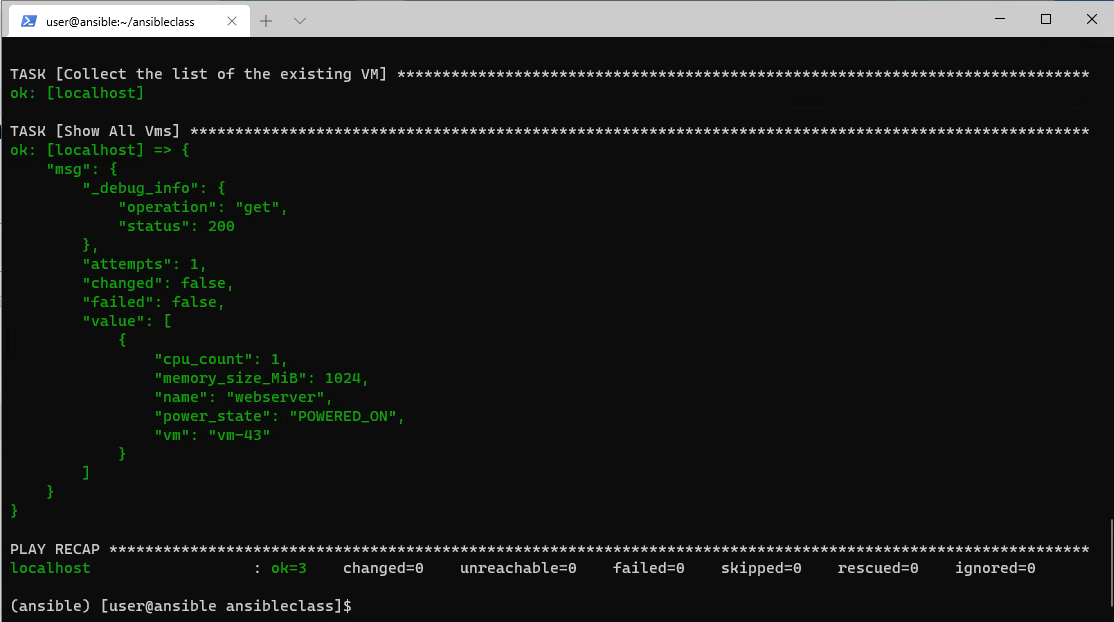 user@ansible:~/ansibleclass
TASK [Collect the list of the existing VM] *****************************************************************************
ok: [localhost]
TASK [Show All Vms] ****************************************************************************************************
ok: [localhost] => {
    "msg": {
        "_debug_info": {
            "operation": "get",
            "status": 200
        },
        "attempts": 1,
        "changed": false,
        "failed": false,
        "value": [
            {
                "cpu_count": 1,
                "memory_size_MiB": 1024,
                "name": "webserver",
                "power_state": "POWERED_ON",
                "vm": "vm-43"
            }
        ]
    }
}
PLAY RECAP *************************************************************************************************************
localhost                  : ok=3    changed=0    unreachable=0    failed=0    skipped=0    rescued=0    ignored=0
(ansible) [user@ansible ansibleclass]$